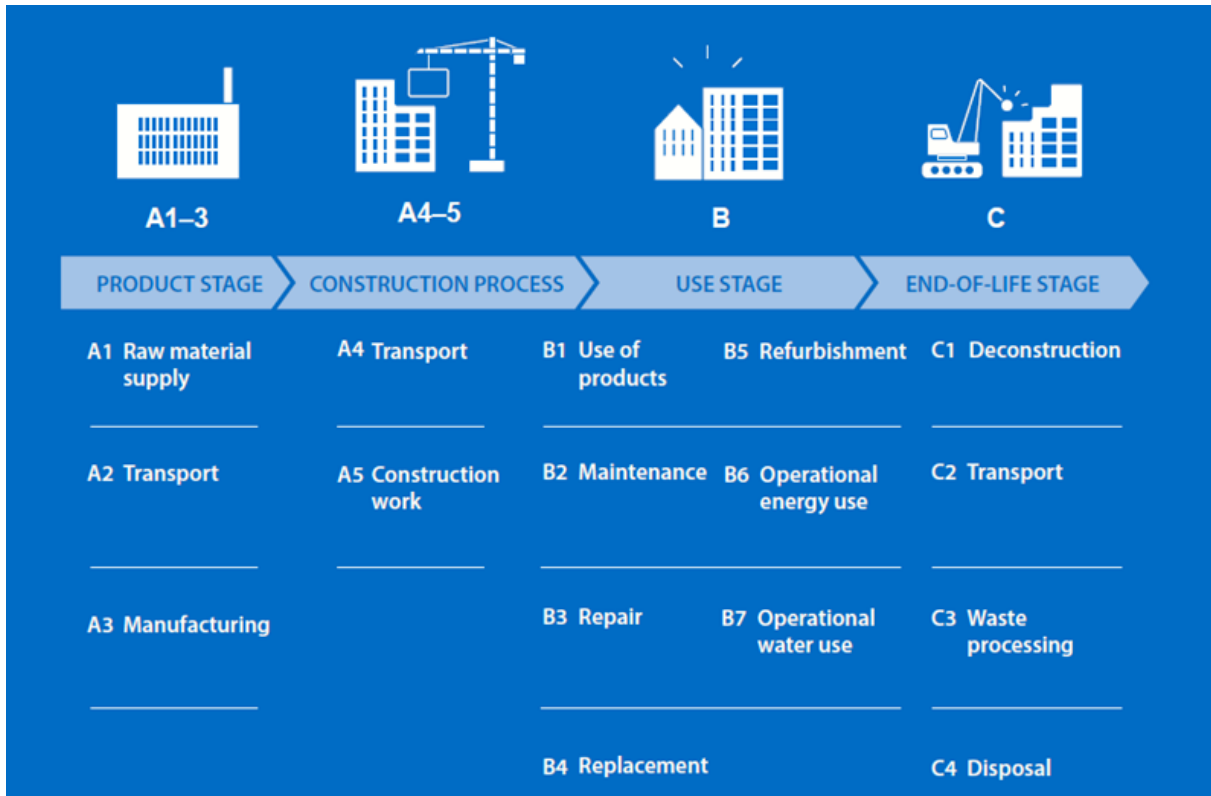 A1–3
A4–5
B
C
PRODUCT STAGE
CONSTRUCTION PROCESS
USE STAGE
END-OF-LIFE STAGE
A1 Raw material
supply
A2 Transport
A3 Manufacturing
A4 Transport
A5 Construction
work
B1 Use of
products
B2 Maintenance
B3 Repair
B4 Replacement
B5 Refurbishment
B6 Operational
energy use
B7 Operational
water use
C1 Deconstruction
C2 Transport
C3 Waste
processing
C4 Disposal